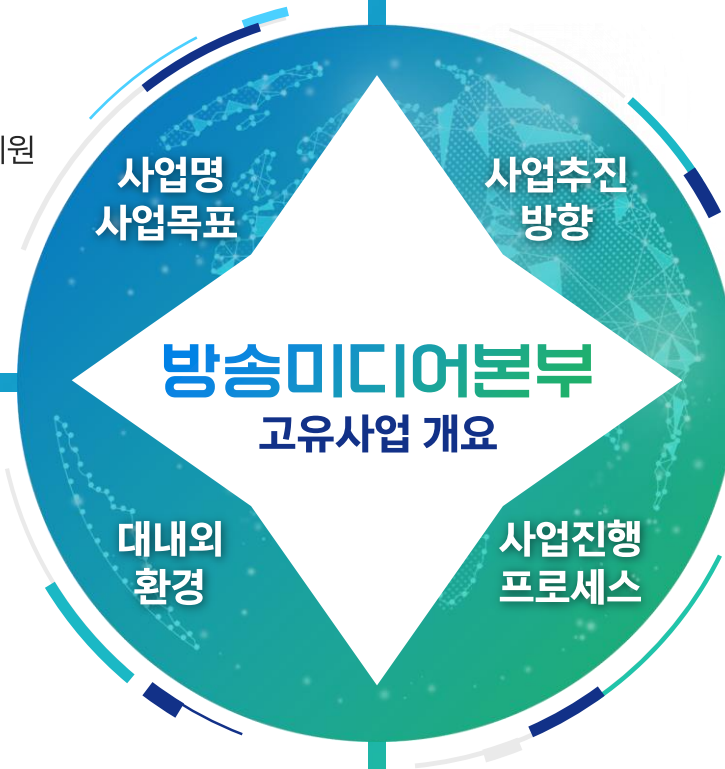 원
사업명
사업목표
사업추진
방향
방송미디어본부
고유사업 개요
대내외
환경
사업진행
프로세스